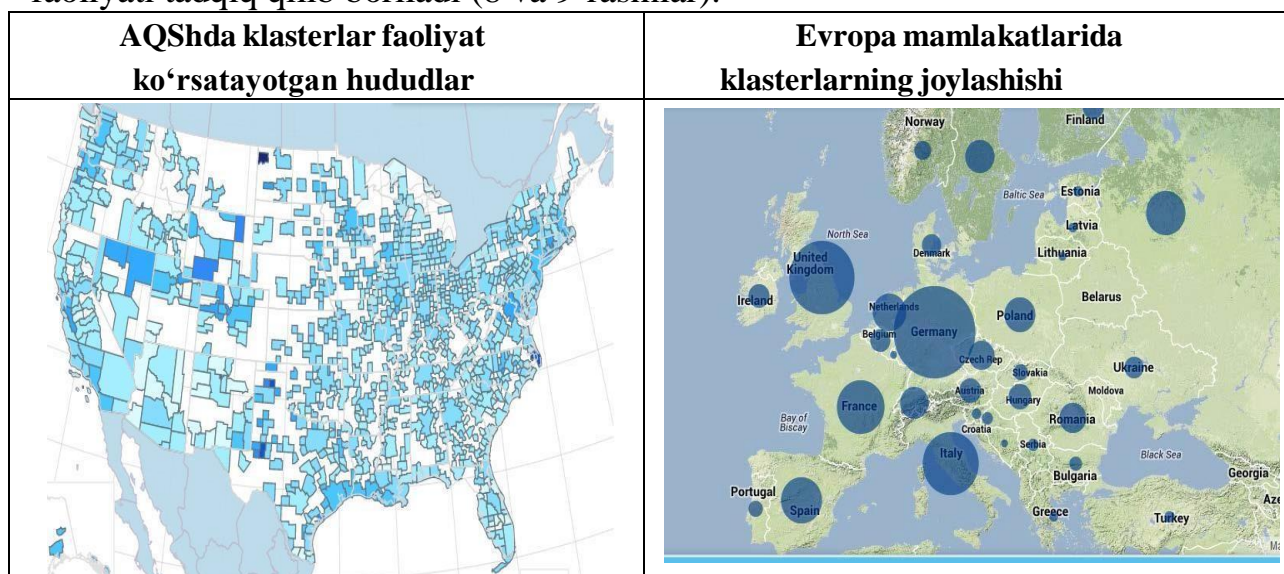 faoliyati tadqiq qilib boriladi (8 va 9-rasmlar).
AQShda klasterlar faoliyat
ko‘rsatayotgan hududlar
Evropa mamlakatlarida
klasterlarning joylashishi
Norway
Finland
Baltic Sea
Estonia
Latvia
North Sea
Denmark
Lithuania
United
Kingdom
Ireland
Netherlands
Belarus
Poland
Germany
Belgium
Czech Rep
Slovakia
Ukraine
Austria
Moldova
France
Hungary
Bay of
Biscay
Croatia
Romania
Serbia
Italy
Black Sea
Bulgaria
Georgia
Portugal
Spain
Greece
Turkey
Aze
Ma